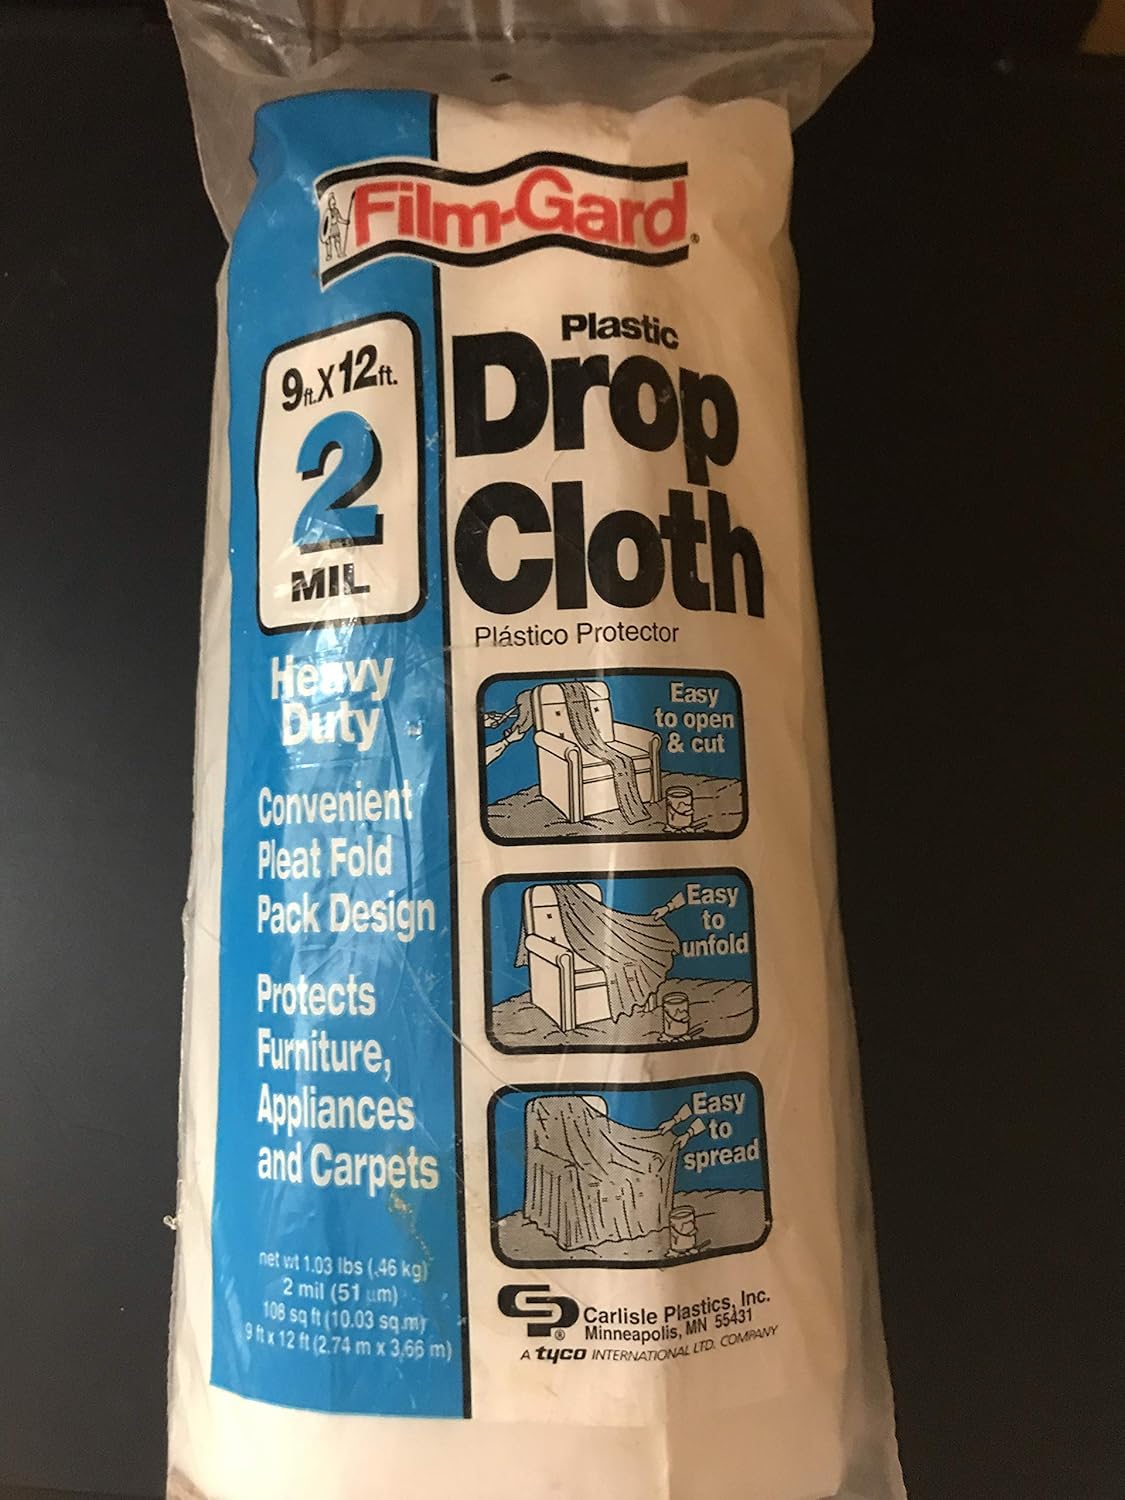 Film-Gard®
9ft. X 12ft.
2
MIL
Heavy
Duty
Convenient
Pleat Fold
Pack Design
Protects
Furniture,
Appliances
and Carpets
net wt 1.03 lbs (.46 kg)
2 mil (51 µm)
108 sq ft (10.03 sq.m)
9 ft x 12 ft (2.74 m x 3.66 m)
Plastic
Drop
Cloth
Plástico Protector
Easy
to open
& cut
Easy
to
unfold
Easy
to
spread
CP®
Carlisle Plastics, Inc.
Minneapolis, MN 55431
A tyco INTERNATIONAL LTD. COMPANY